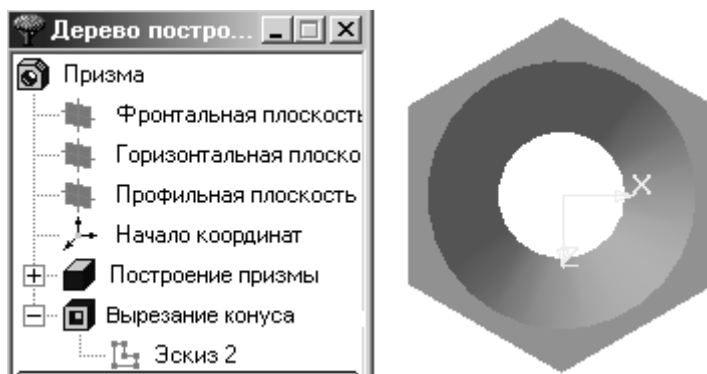 Дерево постро...
Призма
Фронтальная плоскость
Горизонтальная плоско
Профильная плоскость
Начало координат
Построение призмы
Вырезание конуса
Эскиз 2
X
Z